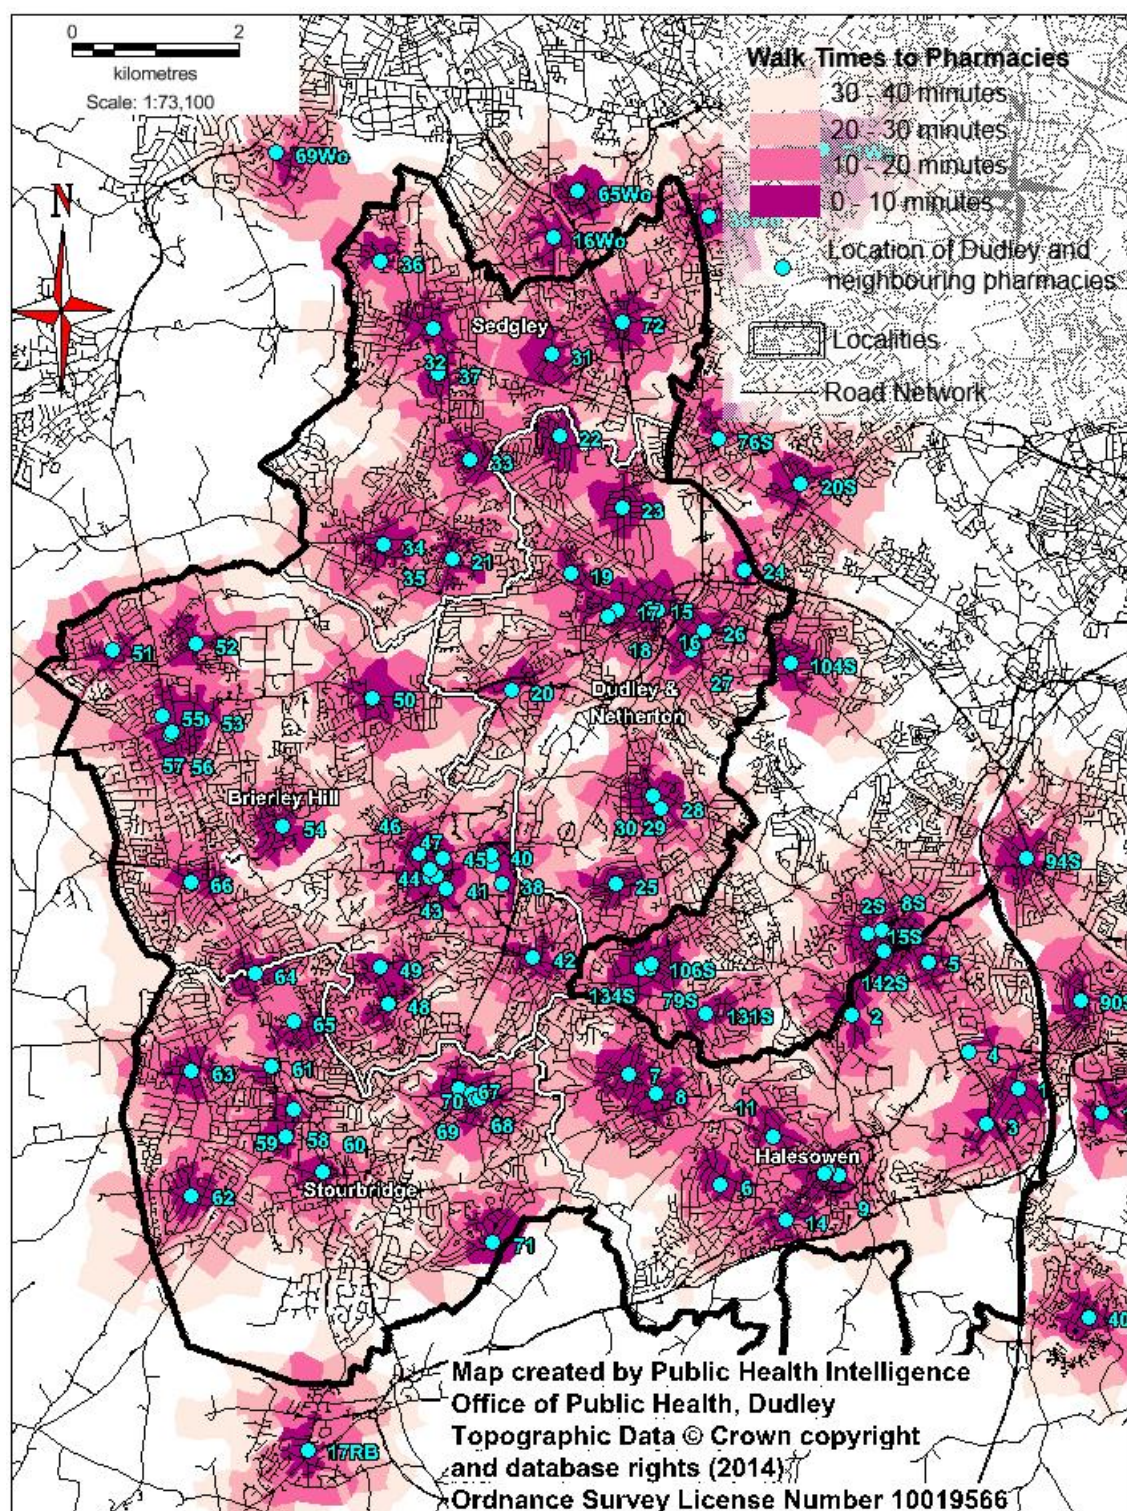 0 2
kilometres
Scale: 1:73,100
N
Walk Times to Pharmacies
30 - 40 minutes
20 - 30 minutes
10 - 20 minutes
0 - 10 minutes
Location of Dudley and
neighbouring pharmacies
Localities
Road Network
69Wo
65Wo
16Wo
36
Sedgley
72
32
31
37
22
76S
33
20S
23
34
21
35
19
24
17
15
18
16
26
51
52
104S
27
50
20
Dudley &
Netherton
55
53
57
56
Brierley Hill
54
46
28
30
29
47
45
40
44
41
38
43
25
94S
66
2S
8S
15S
42
5
64
49
106S
142S
134S
79S
48
131S
2
90S
65
4
63
61
7
1
70
67
8
11
3
59
58
60
69
68
Halesowen
62
Stourbridge
6
14
9
71
40
17RB
Map created by Public Health Intelligence
Office of Public Health, Dudley
Topographic Data © Crown copyright
and database rights (2014)
Ordnance Survey License Number 10019566